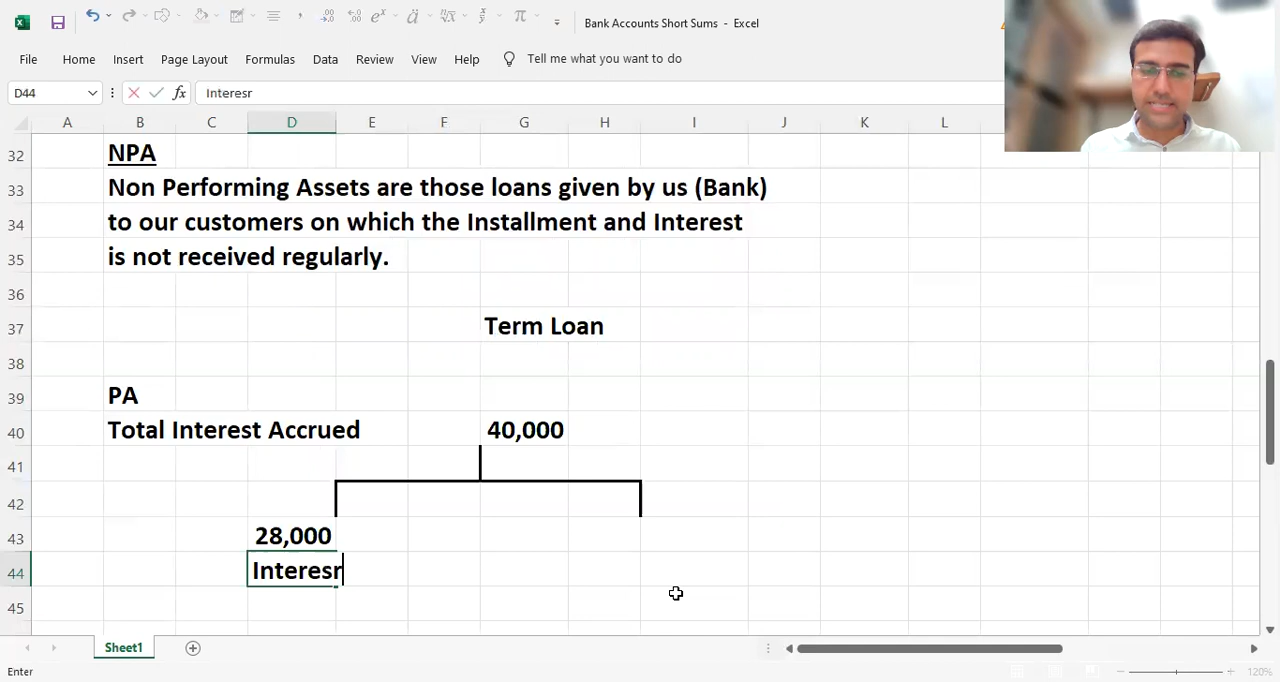 Bank Accounts Short Sums - Excel
File Home Insert Page Layout Formulas Data Review View Help Tell me what you want to do
D44 fx Interesr
A B C D E F G H I J K L
32 NPA
33 Non Performing Assets are those loans given by us (Bank)
34 to our customers on which the Installment and Interest
35 is not received regularly.
36
37 Term Loan
38
39 PA
40 Total Interest Accrued 40,000
41
42
43 28,000
44 Interesr
45
Sheet1
Enter 120%